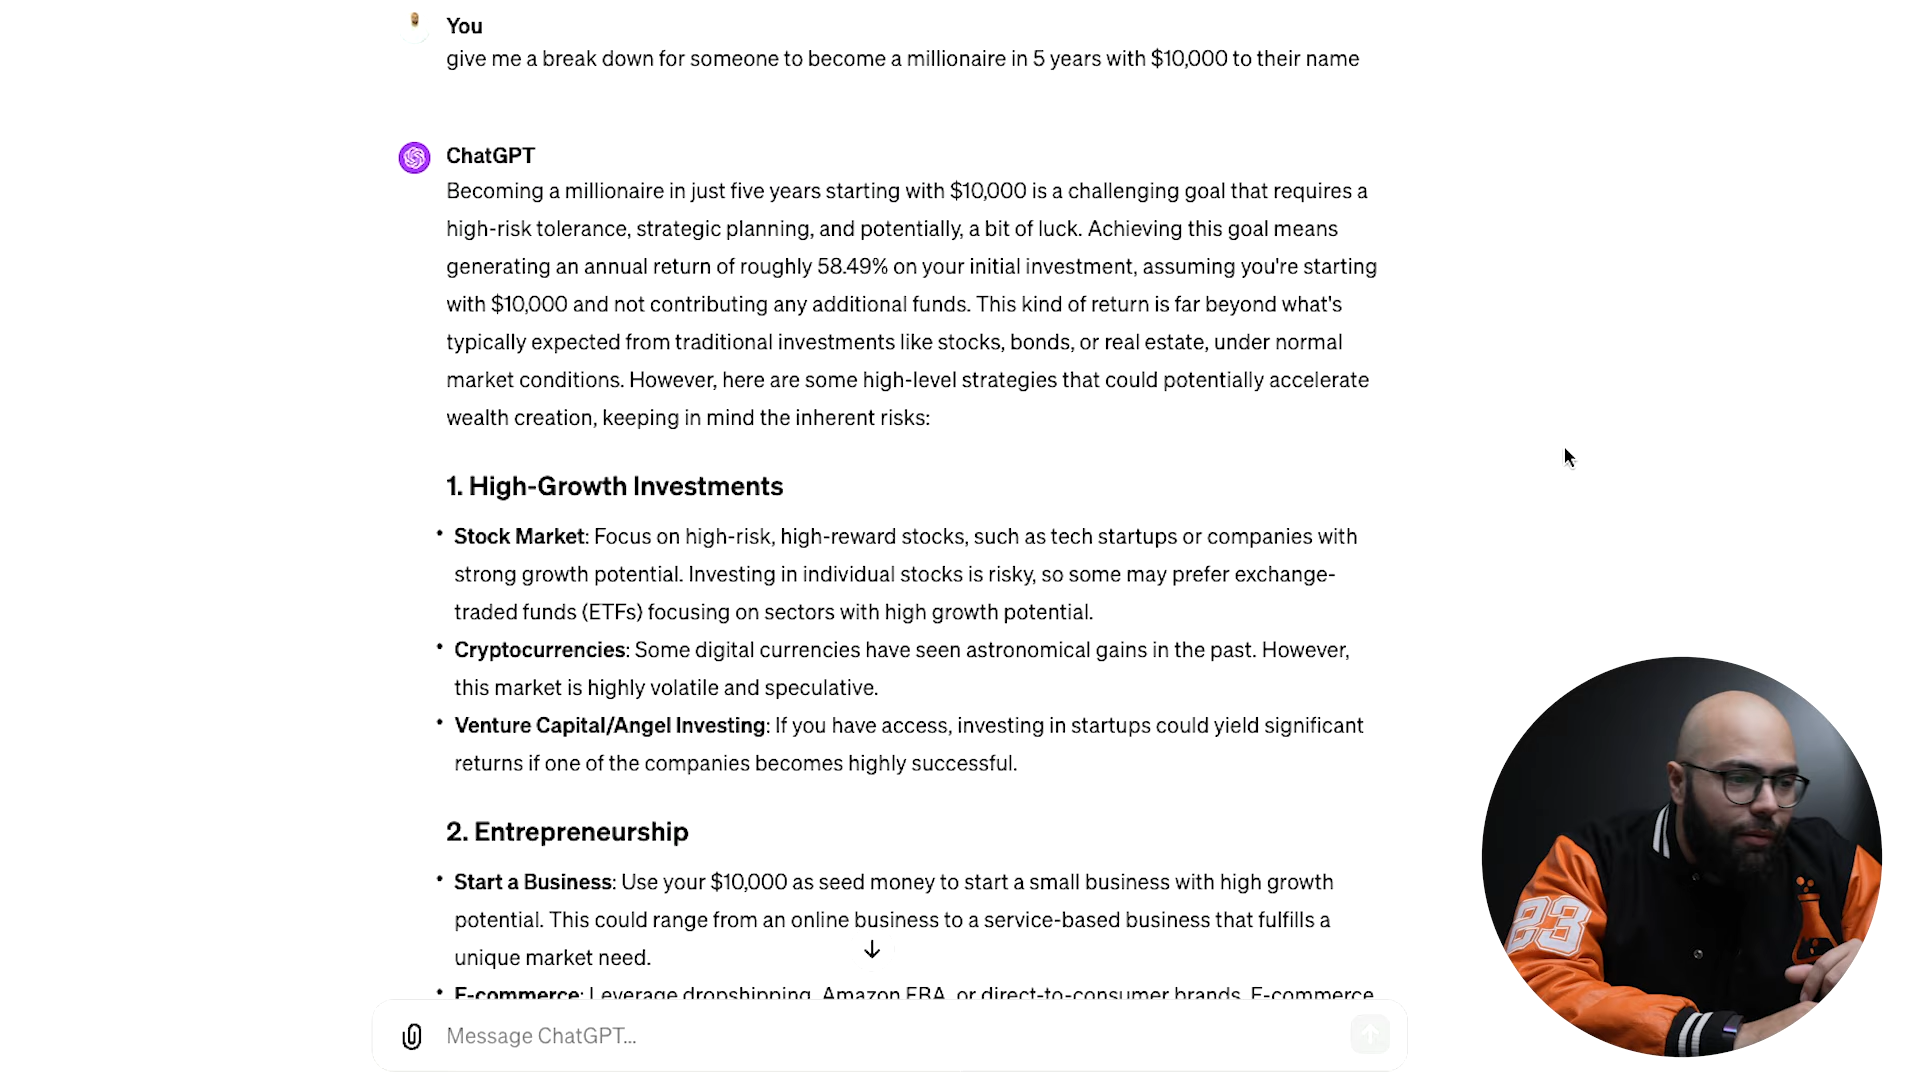 You
give me a break down for someone to become a millionaire in 5 years with $10,000 to their name
ChatGPT
Becoming a millionaire in just five years starting with $10,000 is a challenging goal that requires a
high-risk tolerance, strategic planning, and potentially, a bit of luck. Achieving this goal means
generating an annual return of roughly 58.49% on your initial investment, assuming you're starting
with $10,000 and not contributing any additional funds. This kind of return is far beyond what's
typically expected from traditional investments like stocks, bonds, or real estate, under normal
market conditions. However, here are some high-level strategies that could potentially accelerate
wealth creation, keeping in mind the inherent risks:
1. High-Growth Investments
• Stock Market: Focus on high-risk, high-reward stocks, such as tech startups or companies with
strong growth potential. Investing in individual stocks is risky, so some may prefer exchange-
traded funds (ETFs) focusing on sectors with high growth potential.
• Cryptocurrencies: Some digital currencies have seen astronomical gains in the past. However,
this market is highly volatile and speculative.
• Venture Capital/Angel Investing: If you have access, investing in startups could yield significant
returns if one of the companies becomes highly successful.
2. Entrepreneurship
• Start a Business: Use your $10,000 as seed money to start a small business with high growth
potential. This could range from an online business to a service-based business that fulfills a
unique market need.
• E-commerce: Leverage dropshipping, Amazon FBA, or direct-to-consumer brands. E-commerce
Message ChatGPT...
23